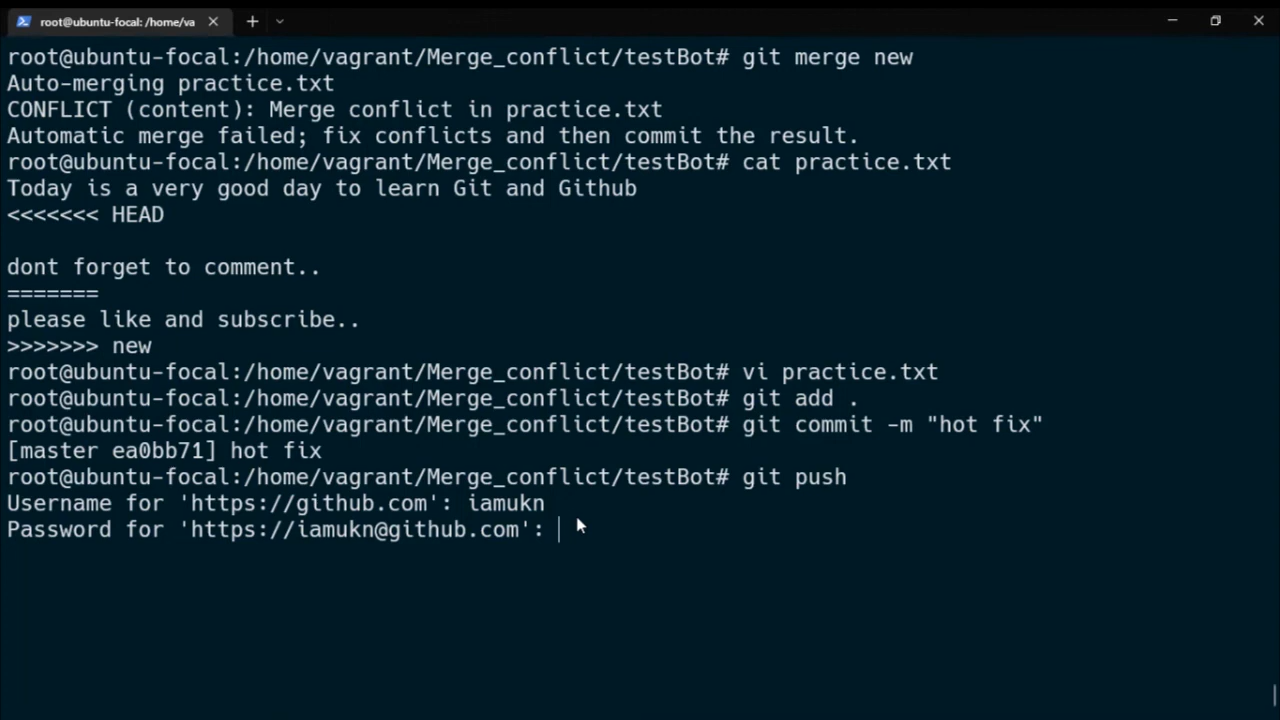 root@ubuntu-focal: /home/va
root@ubuntu-focal:/home/vagrant/Merge_conflict/testBot# git merge new
Auto-merging practice.txt
CONFLICT (content): Merge conflict in practice.txt
Automatic merge failed; fix conflicts and then commit the result.
root@ubuntu-focal:/home/vagrant/Merge_conflict/testBot# cat practice.txt
Today is a very good day to learn Git and Github
<<<<<<< HEAD
dont forget to comment..
=======
please like and subscribe..
>>>>>>> new
root@ubuntu-focal:/home/vagrant/Merge_conflict/testBot# vi practice.txt
root@ubuntu-focal:/home/vagrant/Merge_conflict/testBot# git add .
root@ubuntu-focal:/home/vagrant/Merge_conflict/testBot# git commit -m "hot fix"
[master ea0bb71] hot fix
root@ubuntu-focal:/home/vagrant/Merge_conflict/testBot# git push
Username for 'https://github.com': iamukn
Password for 'https://iamukn@github.com':